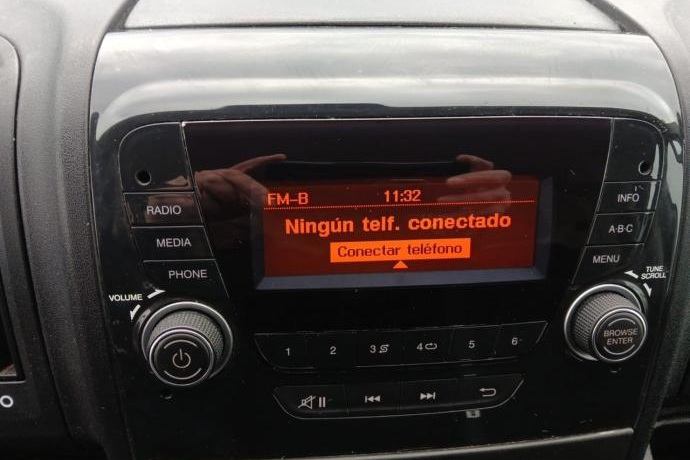 FM-B 11:32
Ningún telf. conectado
Conectar teléfono
RADIO
MEDIA
PHONE
INFO
A·B·C
MENU
VOLUME
TUNE
SCROLL
BROWSE
ENTER
1 2 3 4 5 6
O